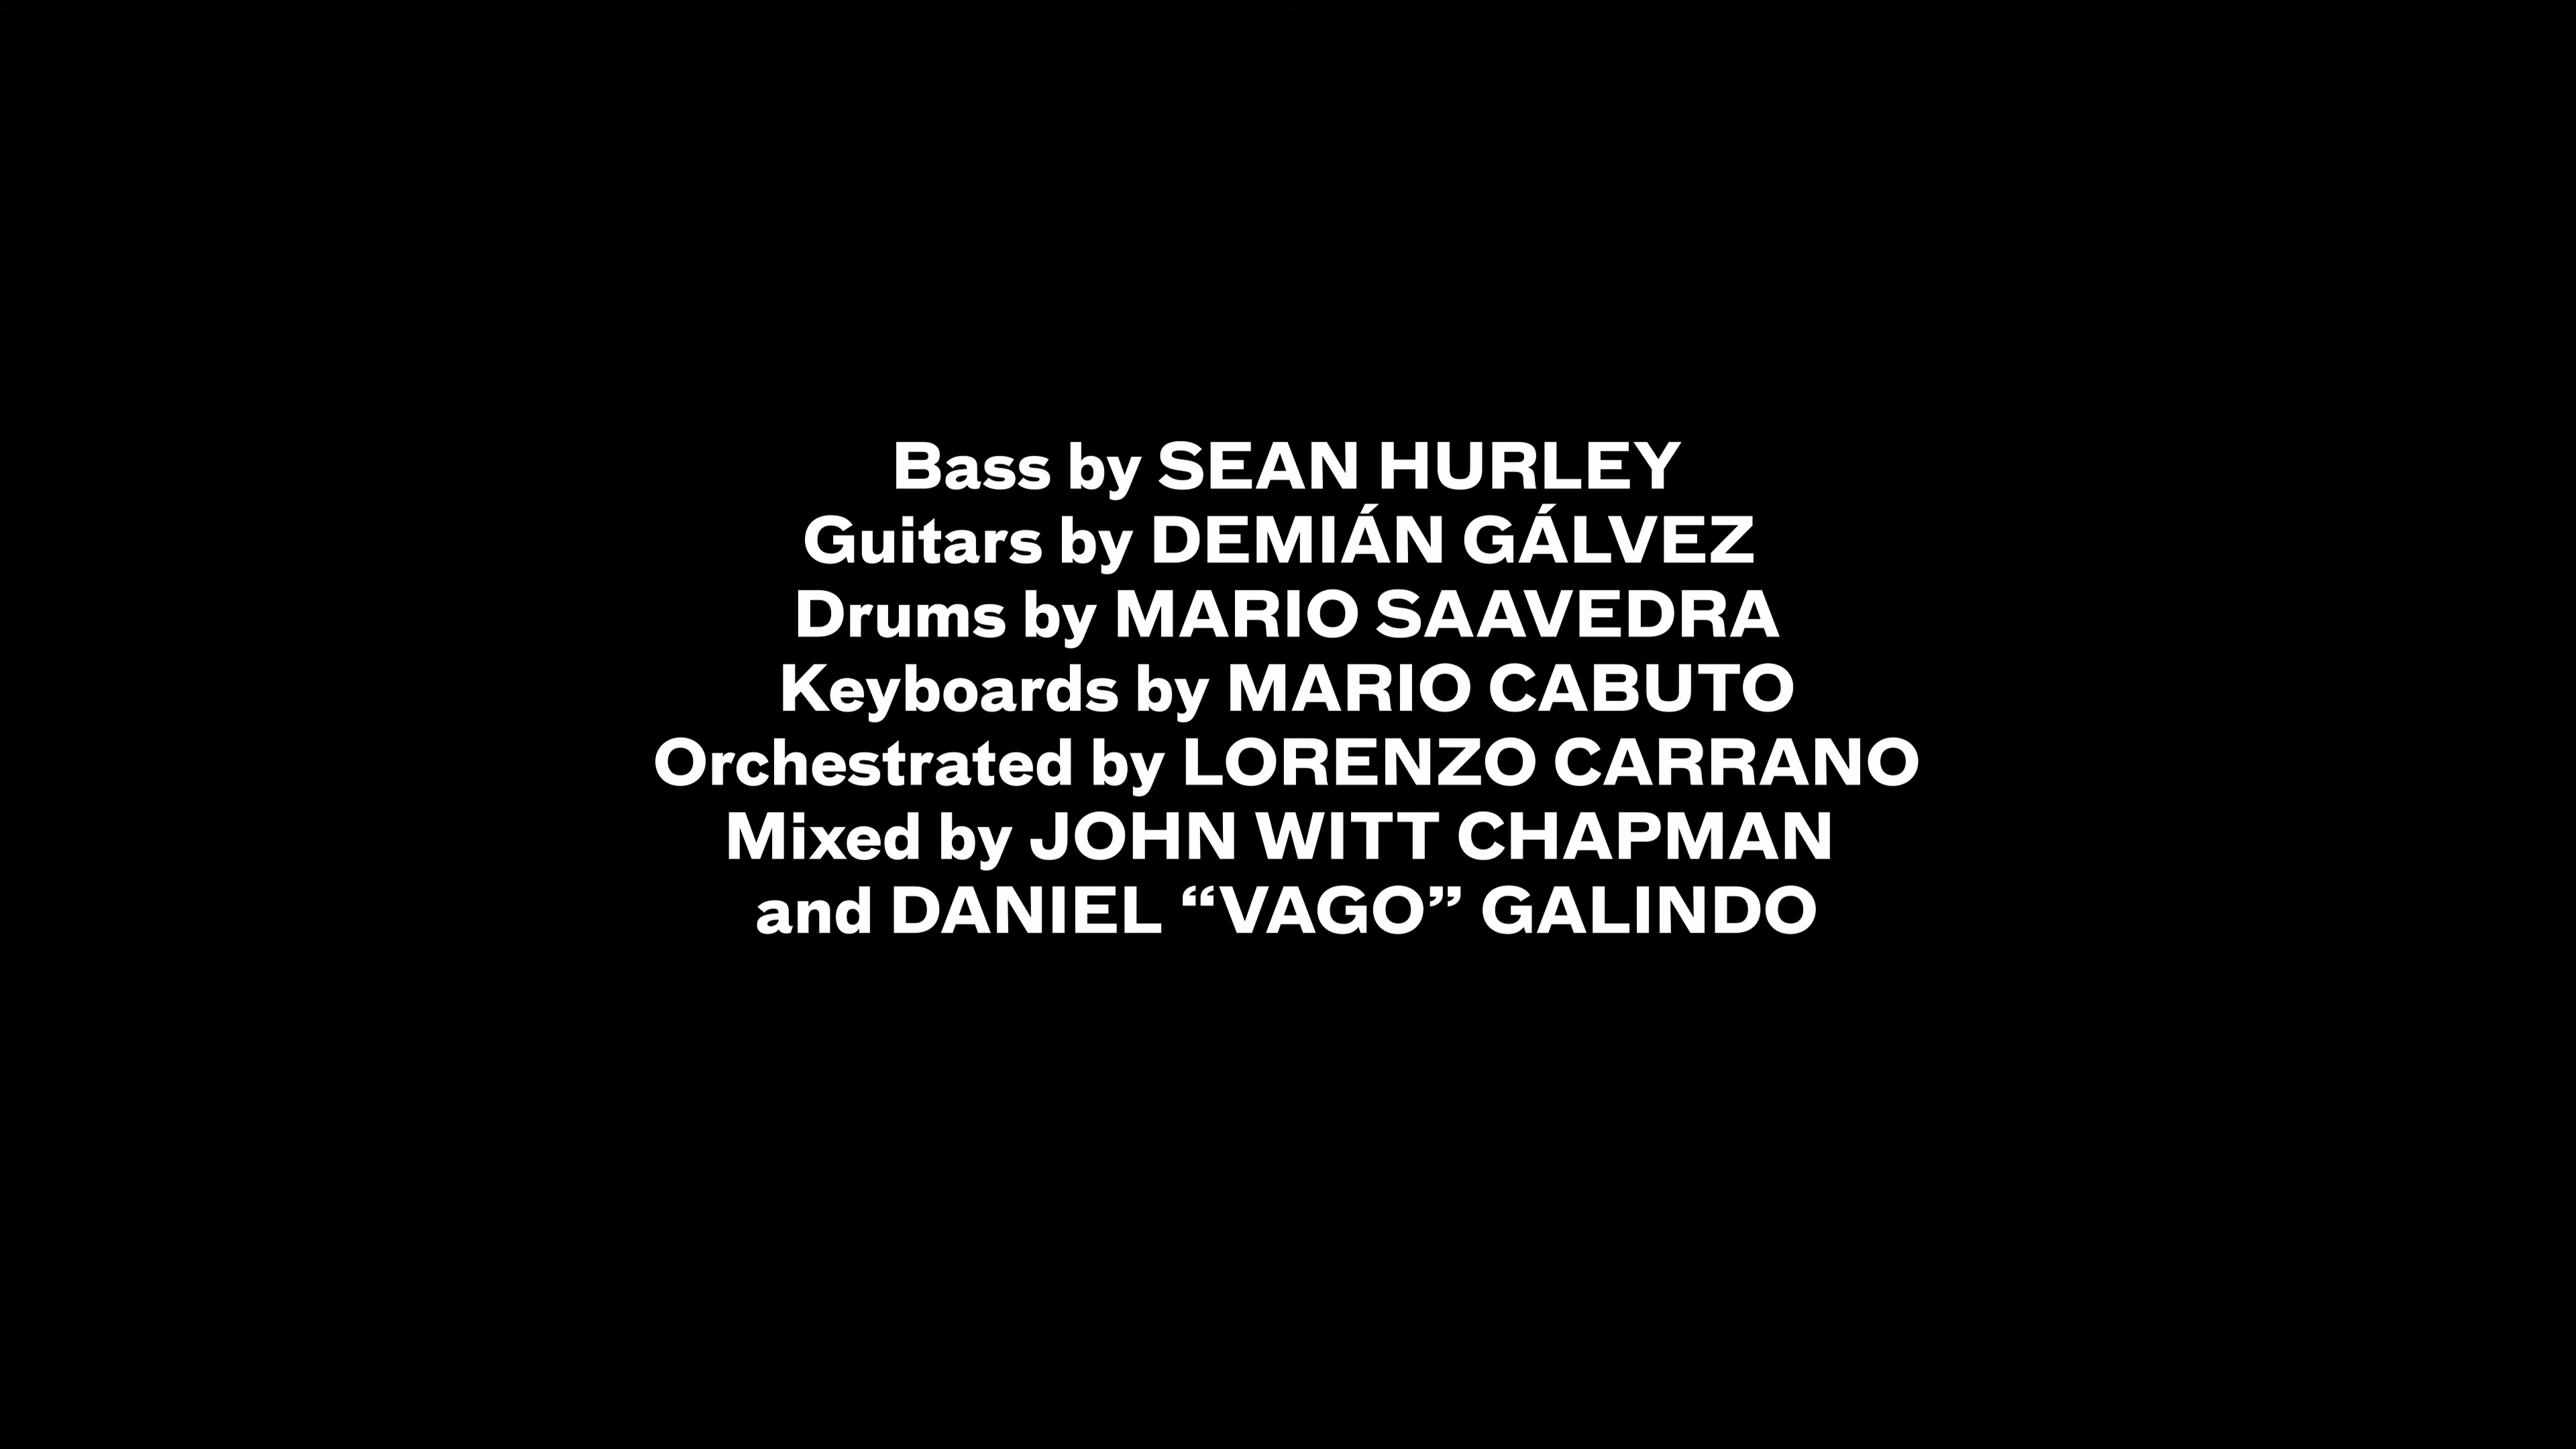 Bass by SEAN HURLEY
Guitars by DEMIÁN GÁLVEZ
Drums by MARIO SAAVEDRA
Keyboards by MARIO CABUTO
Orchestrated by LORENZO CARRANO
Mixed by JOHN WITT CHAPMAN
and DANIEL “VAGO” GALINDO